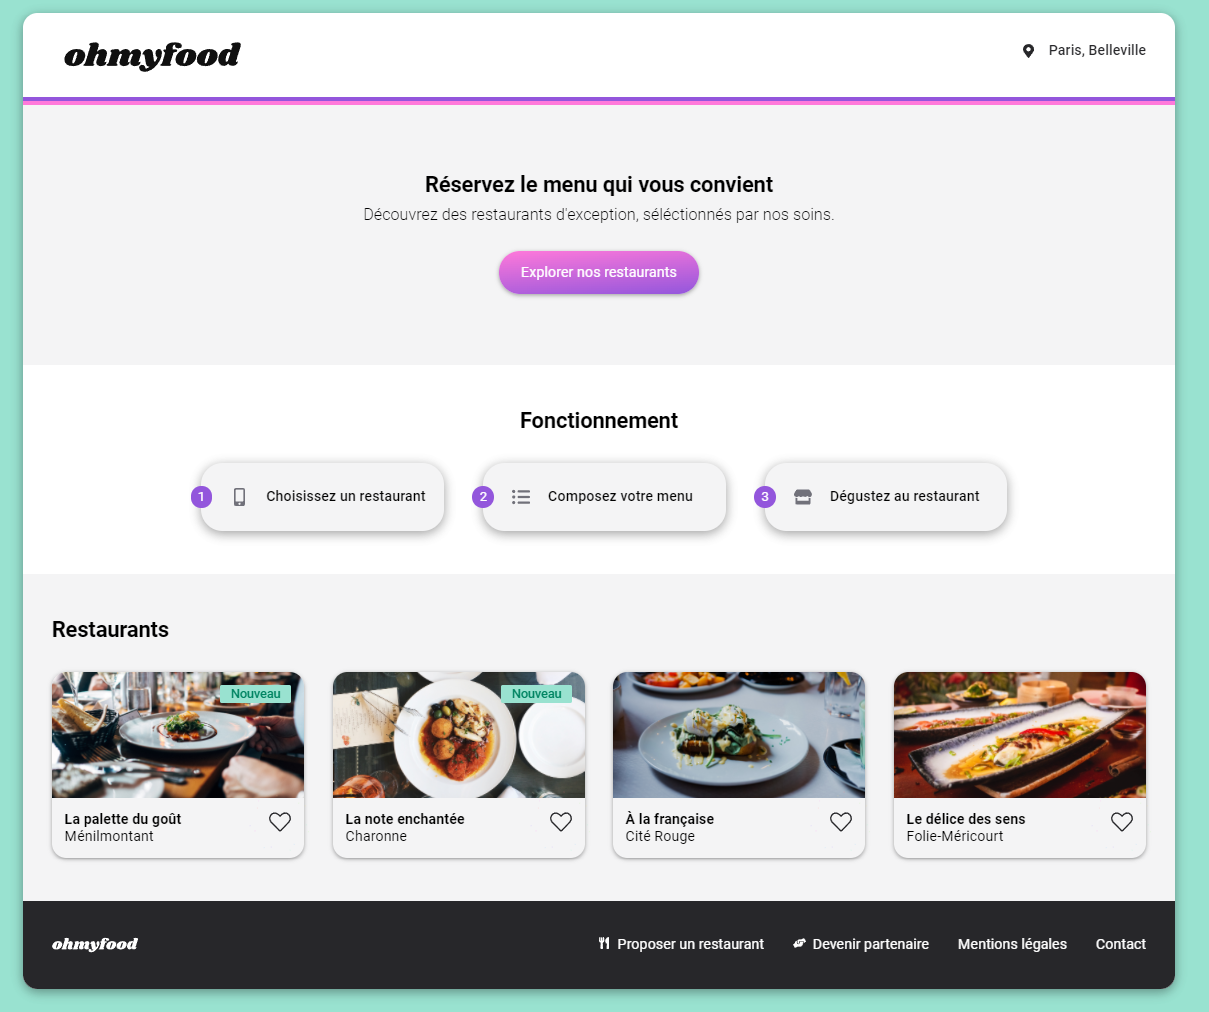 ohmyfood
Paris, Belleville
Réservez le menu qui vous convient
Découvrez des restaurants d'exception, séléctionnés par nos soins.
Explorer nos restaurants
Fonctionnement
1 Choisissez un restaurant
2 Composez votre menu
3 Dégustez au restaurant
Restaurants
Nouveau
La palette du goût
Ménilmontant
Nouveau
La note enchantée
Charonne
À la française
Cité Rouge
Le délice des sens
Folie-Méricourt
ohmyfood
Proposer un restaurant
Devenir partenaire
Mentions légales
Contact